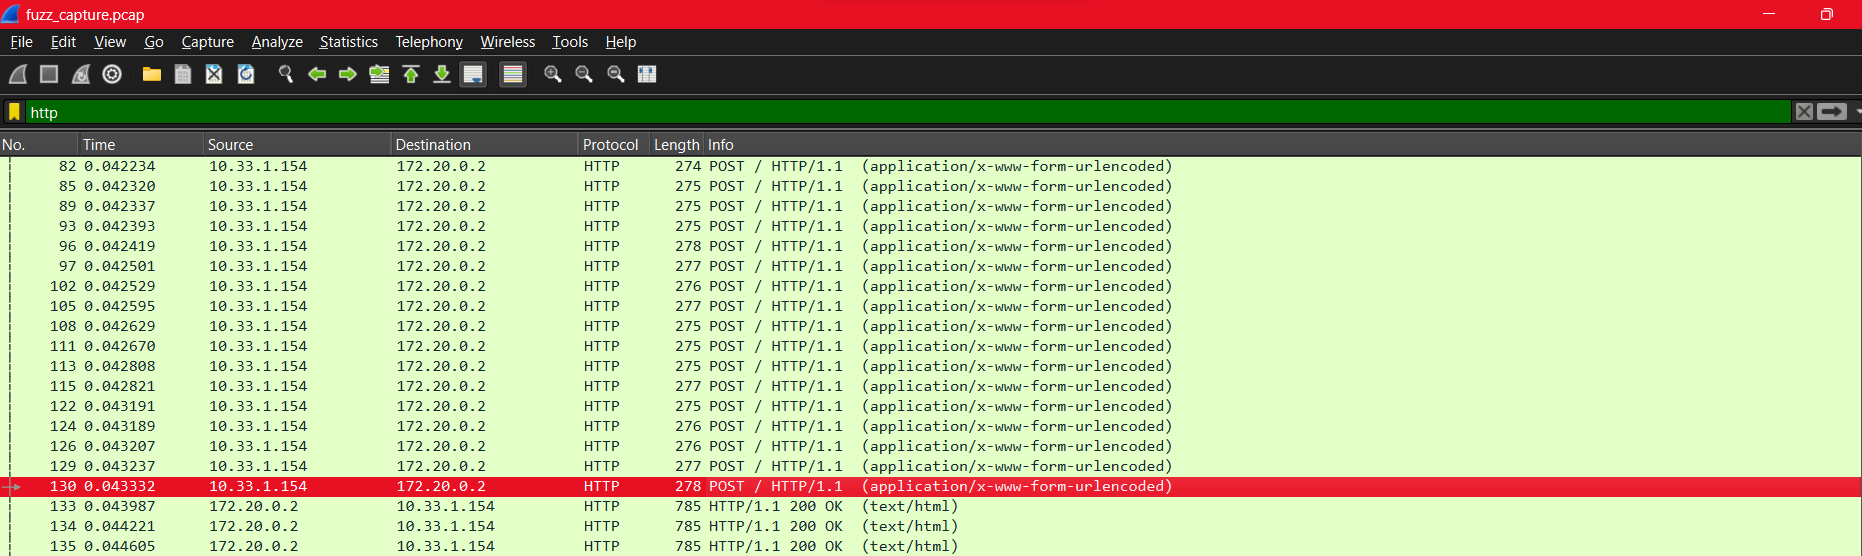 fuzz_capture.pcap
File Edit View Go Capture Analyze Statistics Telephony Wireless Tools Help
http
No. Time Source Destination Protocol Length Info
82 0.042234 10.33.1.154 172.20.0.2 HTTP 274 POST / HTTP/1.1 (application/x-www-form-urlencoded)
85 0.042320 10.33.1.154 172.20.0.2 HTTP 275 POST / HTTP/1.1 (application/x-www-form-urlencoded)
89 0.042337 10.33.1.154 172.20.0.2 HTTP 275 POST / HTTP/1.1 (application/x-www-form-urlencoded)
93 0.042393 10.33.1.154 172.20.0.2 HTTP 275 POST / HTTP/1.1 (application/x-www-form-urlencoded)
96 0.042419 10.33.1.154 172.20.0.2 HTTP 278 POST / HTTP/1.1 (application/x-www-form-urlencoded)
97 0.042501 10.33.1.154 172.20.0.2 HTTP 277 POST / HTTP/1.1 (application/x-www-form-urlencoded)
102 0.042529 10.33.1.154 172.20.0.2 HTTP 276 POST / HTTP/1.1 (application/x-www-form-urlencoded)
105 0.042595 10.33.1.154 172.20.0.2 HTTP 277 POST / HTTP/1.1 (application/x-www-form-urlencoded)
108 0.042629 10.33.1.154 172.20.0.2 HTTP 275 POST / HTTP/1.1 (application/x-www-form-urlencoded)
111 0.042670 10.33.1.154 172.20.0.2 HTTP 275 POST / HTTP/1.1 (application/x-www-form-urlencoded)
113 0.042808 10.33.1.154 172.20.0.2 HTTP 275 POST / HTTP/1.1 (application/x-www-form-urlencoded)
115 0.042821 10.33.1.154 172.20.0.2 HTTP 277 POST / HTTP/1.1 (application/x-www-form-urlencoded)
122 0.043191 10.33.1.154 172.20.0.2 HTTP 275 POST / HTTP/1.1 (application/x-www-form-urlencoded)
124 0.043189 10.33.1.154 172.20.0.2 HTTP 276 POST / HTTP/1.1 (application/x-www-form-urlencoded)
126 0.043207 10.33.1.154 172.20.0.2 HTTP 276 POST / HTTP/1.1 (application/x-www-form-urlencoded)
129 0.043237 10.33.1.154 172.20.0.2 HTTP 277 POST / HTTP/1.1 (application/x-www-form-urlencoded)
130 0.043332 10.33.1.154 172.20.0.2 HTTP 278 POST / HTTP/1.1 (application/x-www-form-urlencoded)
133 0.043987 172.20.0.2 10.33.1.154 HTTP 785 HTTP/1.1 200 OK (text/html)
134 0.044221 172.20.0.2 10.33.1.154 HTTP 785 HTTP/1.1 200 OK (text/html)
135 0.044605 172.20.0.2 10.33.1.154 HTTP 785 HTTP/1.1 200 OK (text/html)